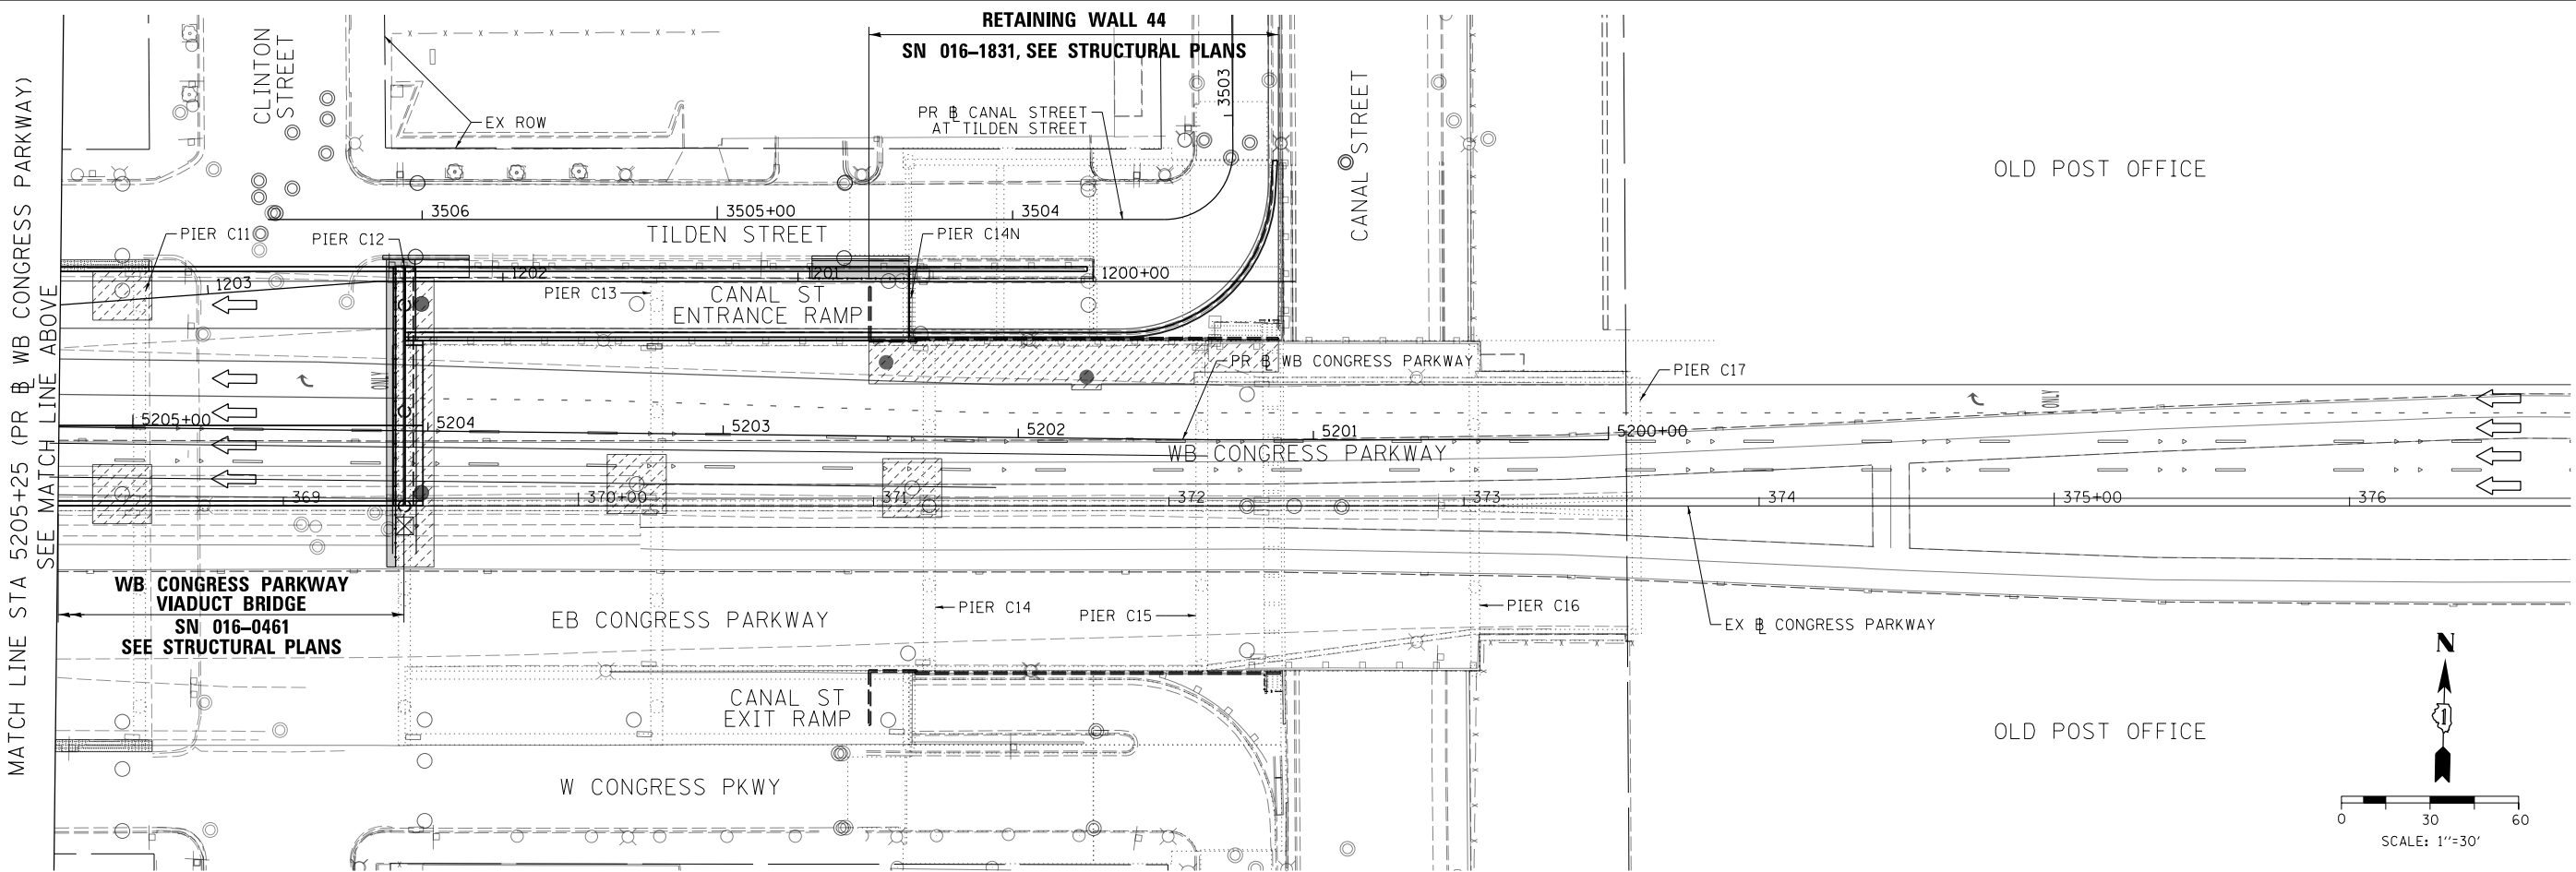 RETAINING WALL 44
SN 016-1831, SEE STRUCTURAL PLANS
CLINTON
STREET
EX ROW
PR BL CANAL STREET
AT TILDEN STREET
3503
CANAL STREET
OLD POST OFFICE
3506
3505+00
3504
PIER C11
PIER C12
TILDEN STREET
PIER C14N
1203
1202
1201
1200+00
PIER C13
CANAL ST
ENTRANCE RAMP
PR BL WB CONGRESS PARKWAY
PIER C17
ONLY
ONLY
5205+00
5204
5203
5202
5201
5200+00
WB CONGRESS PARKWAY
369
370+00
371
372
373
374
375+00
376
MATCH LINE STA 5205+25 (PR BL WB CONGRESS PARKWAY)
SEE MATCH LINE ABOVE
WB CONGRESS PARKWAY
VIADUCT BRIDGE
SN 016-0461
SEE STRUCTURAL PLANS
EB CONGRESS PARKWAY
PIER C14
PIER C15
PIER C16
EX BL CONGRESS PARKWAY
CANAL ST
EXIT RAMP
W CONGRESS PKWY
OLD POST OFFICE
N
1
0 30 60
SCALE: 1"=30'